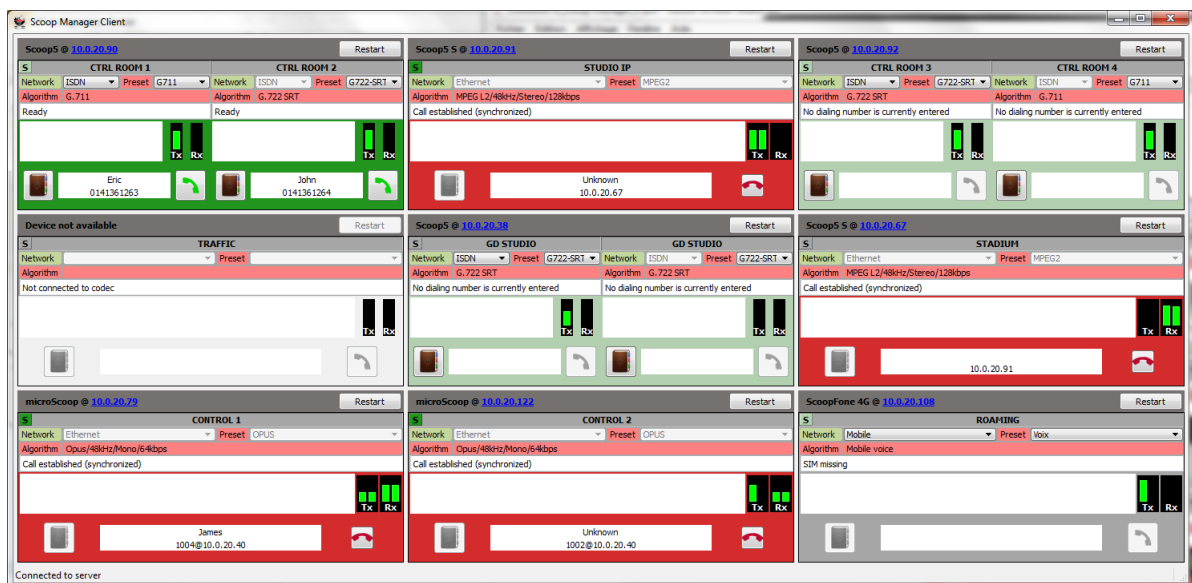 Scoop Manager Client
Fichier Edition Affichage Fenêtre Aide
Scoop5 @ 10.0.20.90 Restart
S CTRL ROOM 1 CTRL ROOM 2
Network ISDN Preset G711 Network ISDN Preset G722-SRT
Algorithm G.711 Algorithm G.722 SRT
Ready Ready
Tx Rx Tx Rx
Eric John
0141361263 0141361264
Scoop5 S @ 10.0.20.91 Restart
S STUDIO IP
Network Ethernet Preset MPEG2
Algorithm MPEG L2/48kHz/Stereo/128kbps
Call established (synchronized)
Tx Rx
Unknown
10.0.20.67
Scoop5 @ 10.0.20.92 Restart
S CTRL ROOM 3 CTRL ROOM 4
Network ISDN Preset G722-SRT Network ISDN Preset G711
Algorithm G.722 SRT Algorithm G.711
No dialing number is currently entered No dialing number is currently entered
Tx Rx Tx Rx
Device not available Restart
S TRAFFIC
Network Preset
Algorithm
Not connected to codec
Tx Rx
Scoop5 @ 10.0.20.38 Restart
S GD STUDIO GD STUDIO
Network ISDN Preset G722-SRT Network ISDN Preset G722-SRT
Algorithm G.722 SRT Algorithm G.722 SRT
No dialing number is currently entered No dialing number is currently entered
Tx Rx Tx Rx
Scoop5 S @ 10.0.20.67 Restart
S STADIUM
Network Ethernet Preset MPEG2
Algorithm MPEG L2/48kHz/Stereo/128kbps
Call established (synchronized)
Tx Rx
10.0.20.91
microScoop @ 10.0.20.79 Restart
S CONTROL 1
Network Ethernet Preset OPUS
Algorithm Opus/48kHz/Mono/64kbps
Call established (synchronized)
Tx Rx
James
1004@10.0.20.40
microScoop @ 10.0.20.122 Restart
S CONTROL 2
Network Ethernet Preset OPUS
Algorithm Opus/48kHz/Mono/64kbps
Call established (synchronized)
Tx Rx
Unknown
1002@10.0.20.40
ScoopFone 4G @ 10.0.20.108 Restart
S ROAMING
Network Mobile Preset Voix
Algorithm Mobile voice
SIM missing
Tx Rx
Connected to server